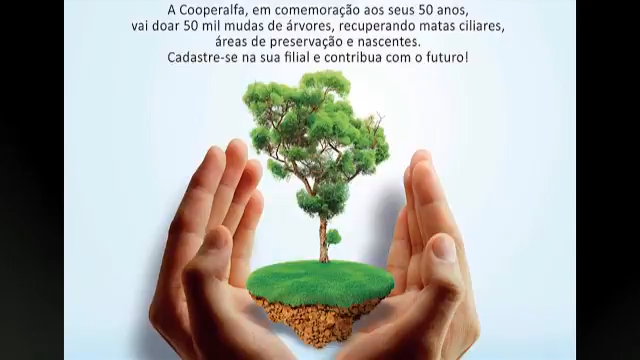 A Cooperalfa, em comemoração aos seus 50 anos,
vai doar 50 mil mudas de árvores, recuperando matas ciliares,
áreas de preservação e nascentes.
Cadastre-se na sua filial e contribua com o futuro!